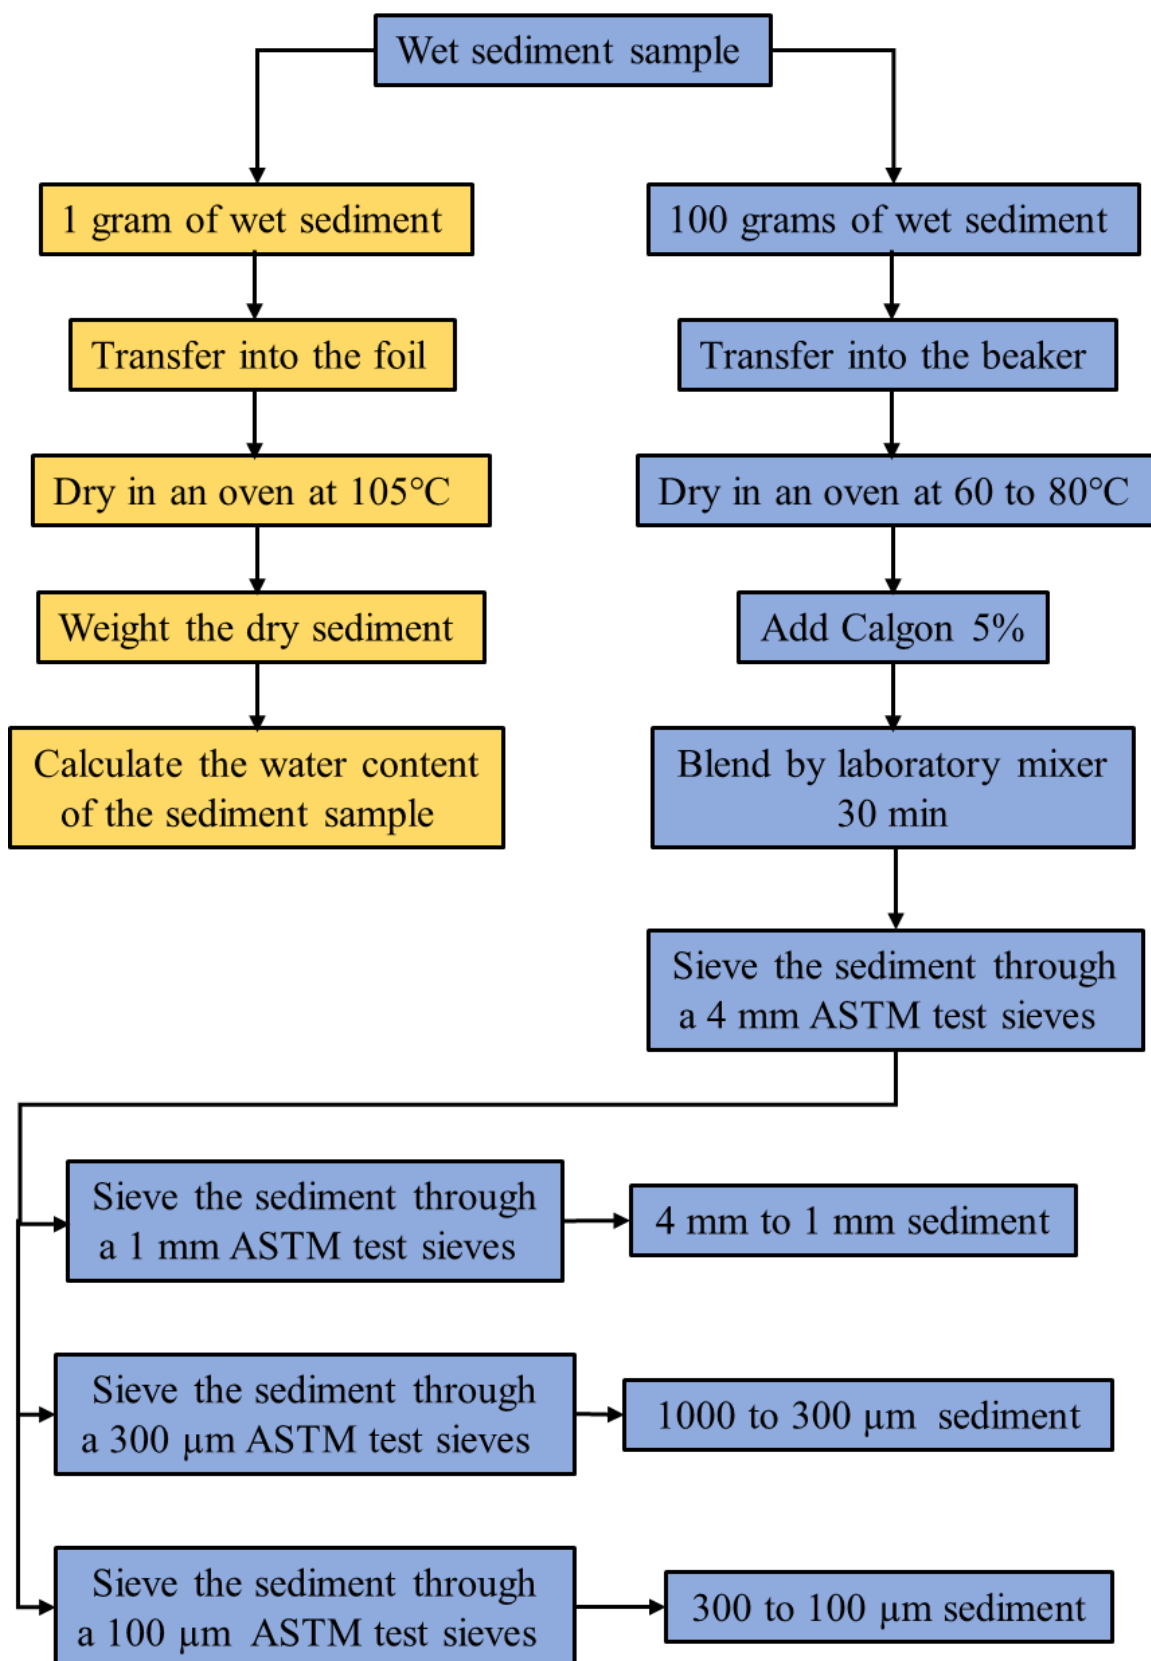 Wet sediment sample
1 gram of wet sediment
100 grams of wet sediment
Transfer into the foil
Transfer into the beaker
Dry in an oven at 105°C
Dry in an oven at 60 to 80°C
Weight the dry sediment
Add Calgon 5%
Calculate the water content
of the sediment sample
Blend by laboratory mixer
30 min
Sieve the sediment through
a 4 mm ASTM test sieves
Sieve the sediment through
a 1 mm ASTM test sieves
4 mm to 1 mm sediment
Sieve the sediment through
a 300 µm ASTM test sieves
1000 to 300 µm sediment
Sieve the sediment through
a 100 µm ASTM test sieves
300 to 100 µm sediment